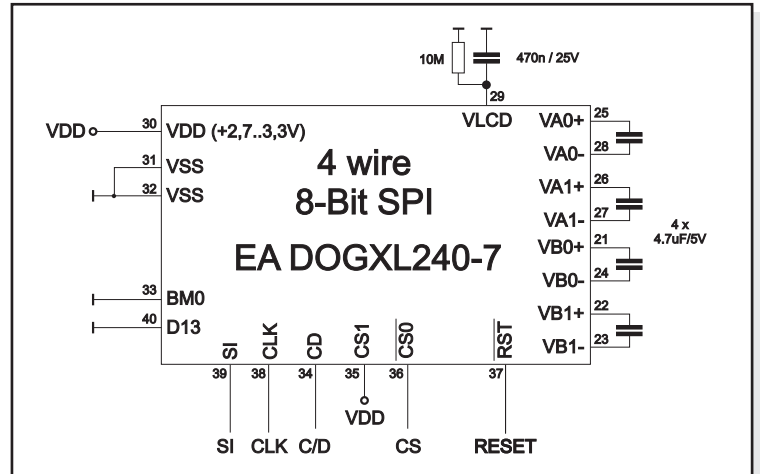 10M
470n / 25V
29
VLCD
VDD
30
VDD (+2,7..3,3V)
31
VSS
32
VSS
33
BM0
40
D13
4 wire
8-Bit SPI
EA DOGXL240-7
VA0+
25
VA0-
28
VA1+
26
VA1-
27
VB0+
21
VB0-
24
VB1+
22
VB1-
23
4 x
4.7uF/5V
SI
CLK
CD
CS1
CS0
RST
39
38
34
35
36
37
VDD
SI
CLK
C/D
CS
RESET